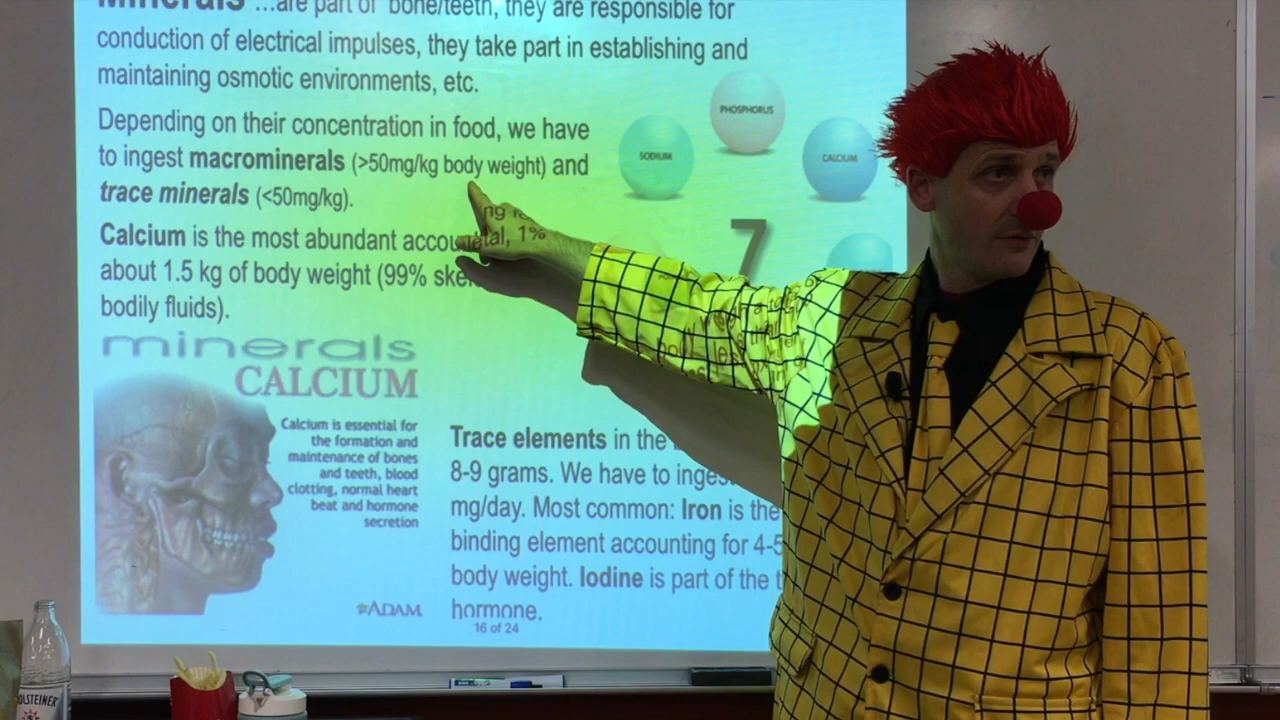 Minerals ...are part of bone/teeth, they are responsible for
conduction of electrical impulses, they take part in establishing and
maintaining osmotic environments, etc.
Depending on their concentration in food, we have
to ingest macrominerals (>50mg/kg body weight) and
trace minerals (<50mg/kg).
Calcium is the most abundant
about 1.5 kg of body weight (99%
bodily fluids).
PHOSPHORUS
SODIUM
CALCIUM
7
minerals
CALCIUM
Calcium is essential for
the formation and
maintenance of bones
and teeth, blood
clotting, normal heart
beat and hormone
secretion
ADAM
Trace elements in the
8-9 grams. We have to
mg/day. Most common: Iron is the
binding element accounting for 4-5
body weight. Iodine is part of the
hormone.
16 of 24
etal, 1%
OLSTEINER